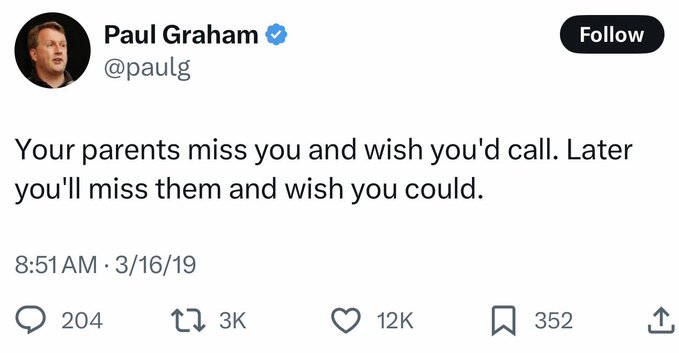 Paul Graham
@paulg
Follow
Your parents miss you and wish you'd call. Later
you'll miss them and wish you could.
8:51 AM · 3/16/19
204
3K
12K
352